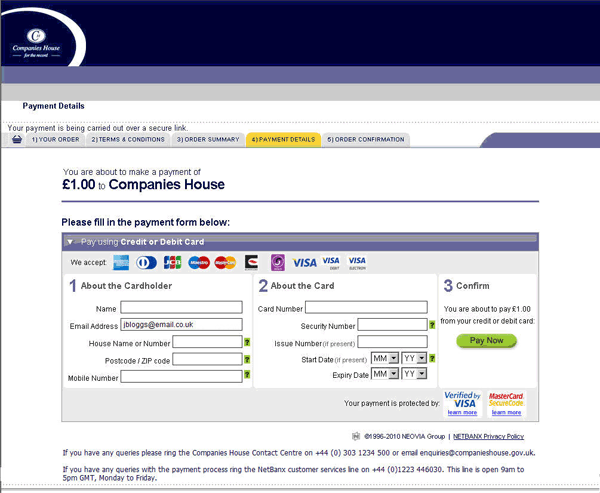 CH
Companies House
for the record
Payment Details
Your payment is being carried out over a secure link.
1) YOUR ORDER 2) TERMS & CONDITIONS 3) ORDER SUMMARY 4) PAYMENT DETAILS 5) ORDER CONFIRMATION
You are about to make a payment of
£1.00 to Companies House
Please fill in the payment form below:
Pay using Credit or Debit Card
We accept JCB Maestro MasterCard VISA VISA DEBIT VISA ELECTRON
1 About the Cardholder
Name
Email Address jbloggs@email.co.uk
House Name or Number ?
Postcode / ZIP code ?
Mobile Number ?
2 About the Card
Card Number
Security Number ?
Issue Number (if present) ?
Start Date (if present) MM YY ?
Expiry Date MM YY
3 Confirm
You are about to pay £1.00
from your credit or debit card:
Pay Now
Your payment is protected by:
Verified by
VISA
learn more
MasterCard
SecureCode
learn more
©1996-2010 NEOVIA Group | NETBANX Privacy Policy
If you have any queries please ring the Companies House Contact Centre on +44 (0) 303 1234 500 or email enquiries@companieshouse.gov.uk.
If you have any queries with the payment process ring the NetBanx customer services line on +44 (0)1223 446030. This line is open 9am to
5pm GMT, Monday to Friday.